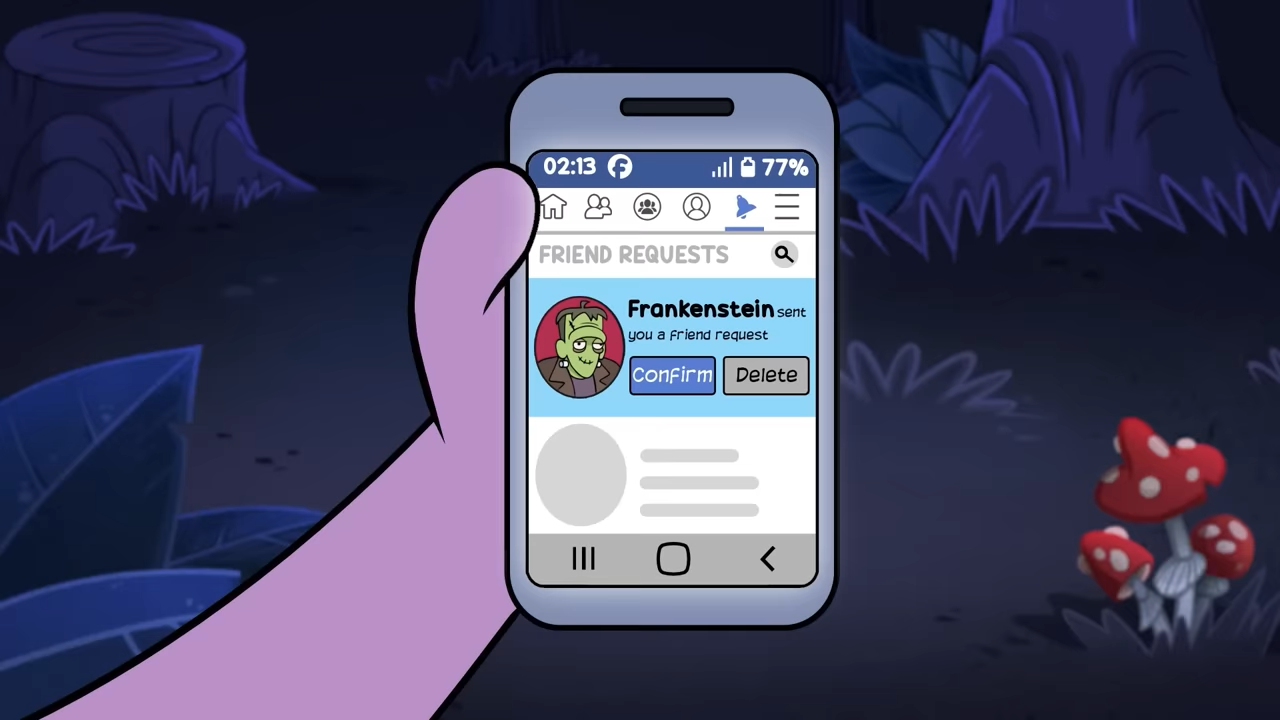 02:13 77%
FRIEND REQUESTS
Frankenstein sent
you a friend request
Confirm Delete